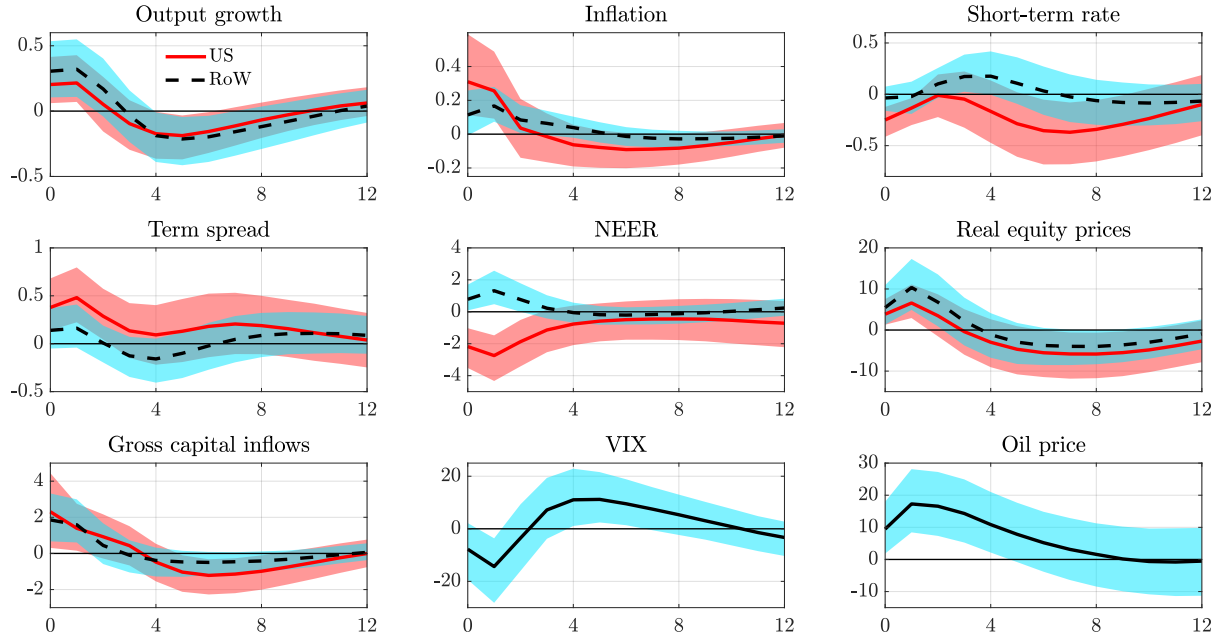 Output growth
US
RoW
0.5
0
-0.5
0 4 8 12
Inflation
0.4
0.2
0
0.2
0 4 8 12
Short-term rate
0.5
0
-0.5
0 4 8 12
Term spread
1
0.5
0
-0.5
0 4 8 12
NEER
4
2
0
-2
-4
0 4 8 12
Real equity prices
20
10
0
-10
0 4 8 12
Gross capital inflows
4
2
0
-2
0 4 8 12
VIX
20
0
-20
0 4 8 12
Oil price
30
20
10
0
-10
0 4 8 12